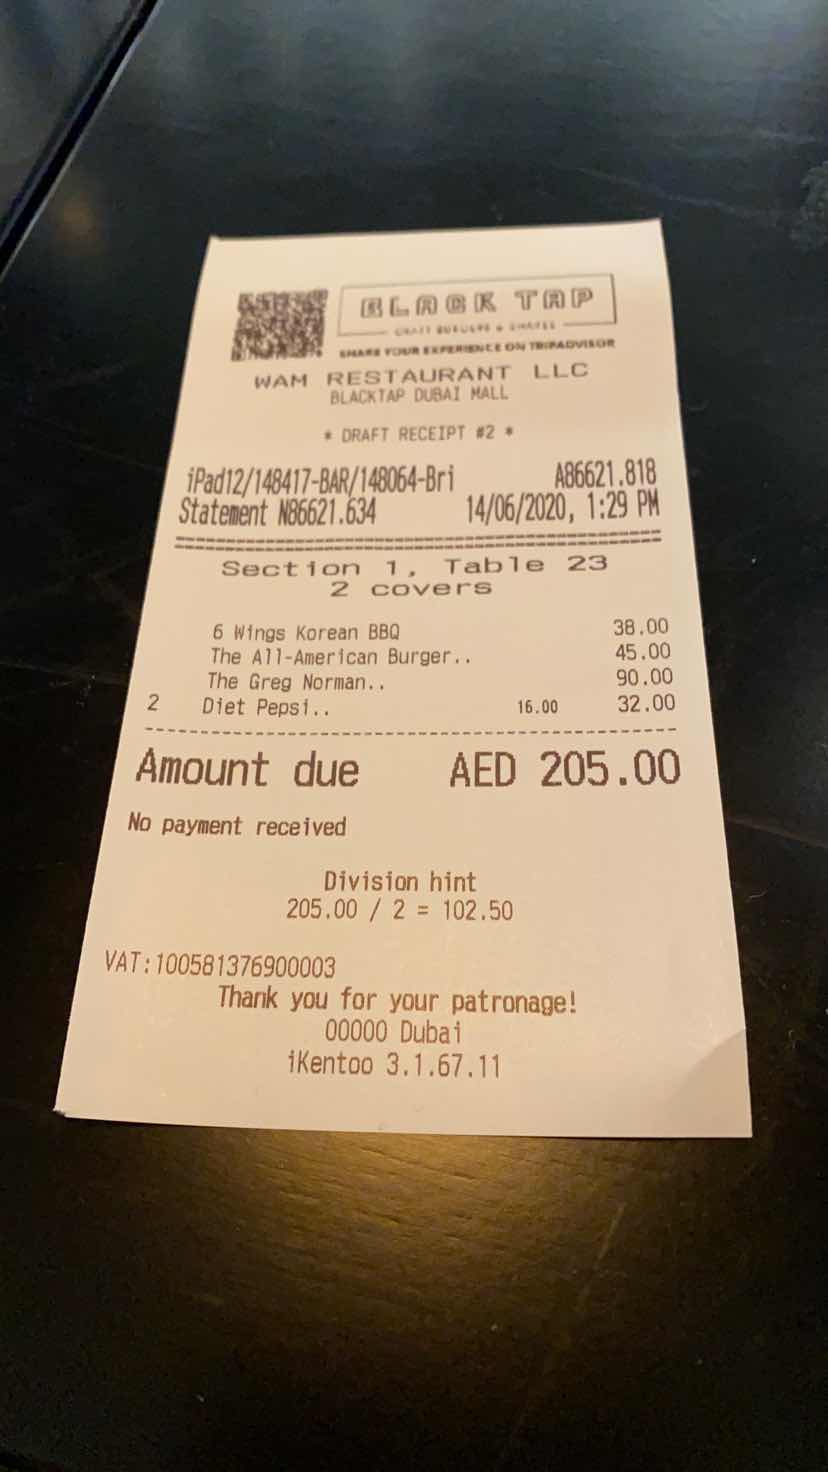 BLACK TAP
CRAFT BURGERS & SHAKES
SHARE YOUR EXPERIENCE ON TRIPADVISOR
WAM RESTAURANT LLC
BLACKTAP DUBAI MALL
* DRAFT RECEIPT #2 *
iPad12/148417-BAR/148064-Bri A86621.818
Statement N86621.634 14/06/2020, 1:29 PM
Section 1, Table 23
2 covers
6 Wings Korean BBQ 38.00
The All-American Burger.. 45.00
The Greg Norman.. 90.00
2 Diet Pepsi.. 16.00 32.00
Amount due AED 205.00
No payment received
Division hint
205.00 / 2 = 102.50
VAT:100581376900003
Thank you for your patronage!
00000 Dubai
iKentoo 3.1.67.11